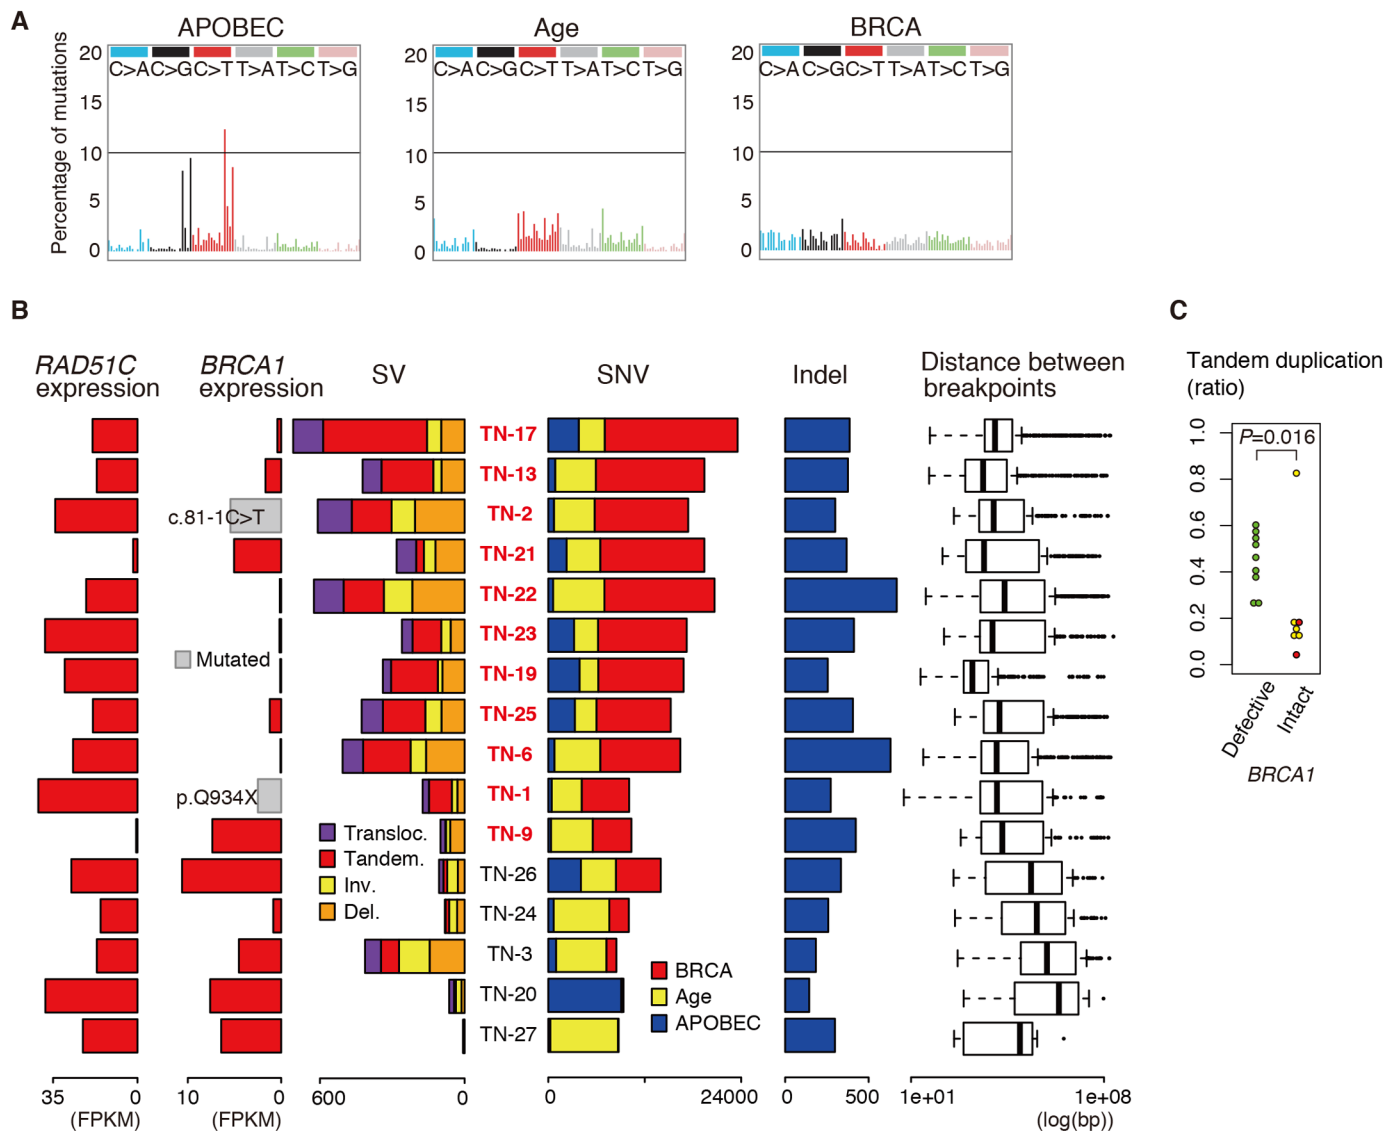 A
APOBEC
Age
BRCA
Percentage of mutations
20
15
10
5
0
C>A C>G C>T T>A T>C T>G
20
15
10
5
0
C>A C>G C>T T>A T>C T>G
20
15
10
5
0
C>A C>G C>T T>A T>C T>G
B
RAD51C
expression
BRCA1
expression
SV
SNV
Indel
Distance between
breakpoints
TN-17
TN-13
c.81-1C>T
TN-2
TN-21
TN-22
TN-23
Mutated
TN-19
TN-25
TN-6
p.Q934X
TN-1
TN-9
TN-26
TN-24
TN-3
TN-20
TN-27
Transloc.
Tandem.
Inv.
Del.
BRCA
Age
APOBEC
35 0
(FPKM)
10 0
(FPKM)
600 0
0 24000
0 500
1e+01 1e+08
(log(bp))
C
Tandem duplication
(ratio)
P=0.016
1.0
0.8
0.6
0.4
0.2
0.0
Defective
Intact
BRCA1